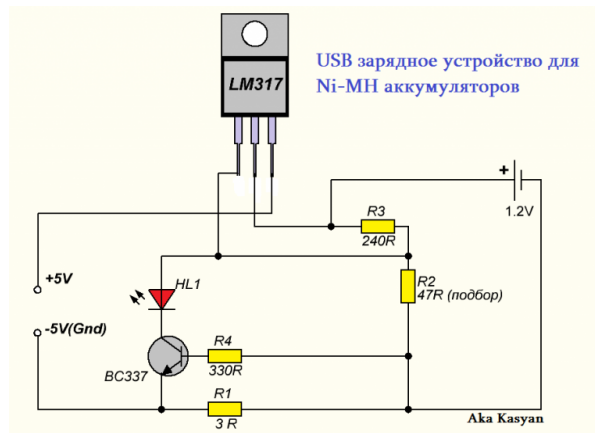 USB зарядное устройство для
Ni-MH аккумуляторов
LM317
+
1.2V
R3
240R
+5V
HL1
R2
47R (подбор)
-5V(Gnd)
R4
330R
BC337
R1
3 R
Aka Kasyan